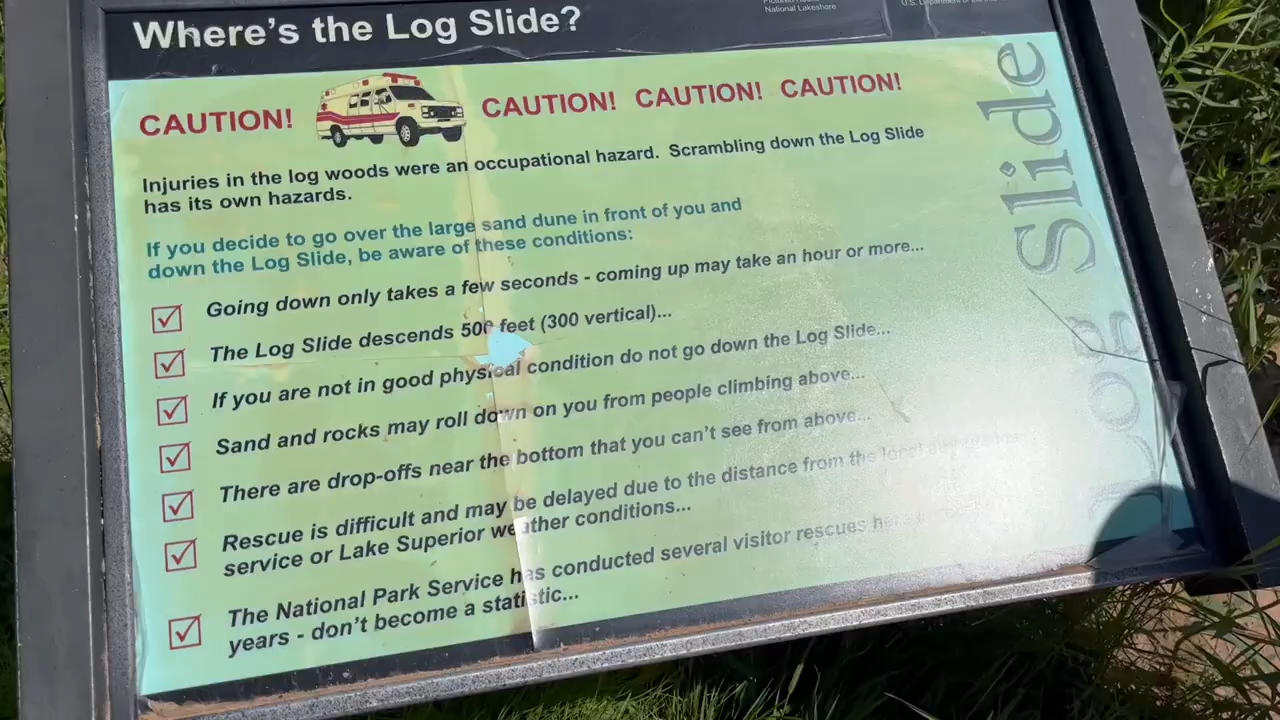 Where's the Log Slide?
National Lakeshore
CAUTION! CAUTION! CAUTION! CAUTION!
Injuries in the log woods were an occupational hazard. Scrambling down the Log Slide
has its own hazards.
If you decide to go over the large sand dune in front of you and
down the Log Slide, be aware of these conditions:
Going down only takes a few seconds - coming up may take an hour or more...
The Log Slide descends 500 feet (300 vertical)...
If you are not in good physical condition do not go down the Log Slide...
Sand and rocks may roll down on you from people climbing above...
There are drop-offs near the bottom that you can't see from above...
Rescue is difficult and may be delayed due to the distance from the local
service or Lake Superior weather conditions...
The National Park Service has conducted several visitor rescues
years - don't become a statistic...
Log Slide